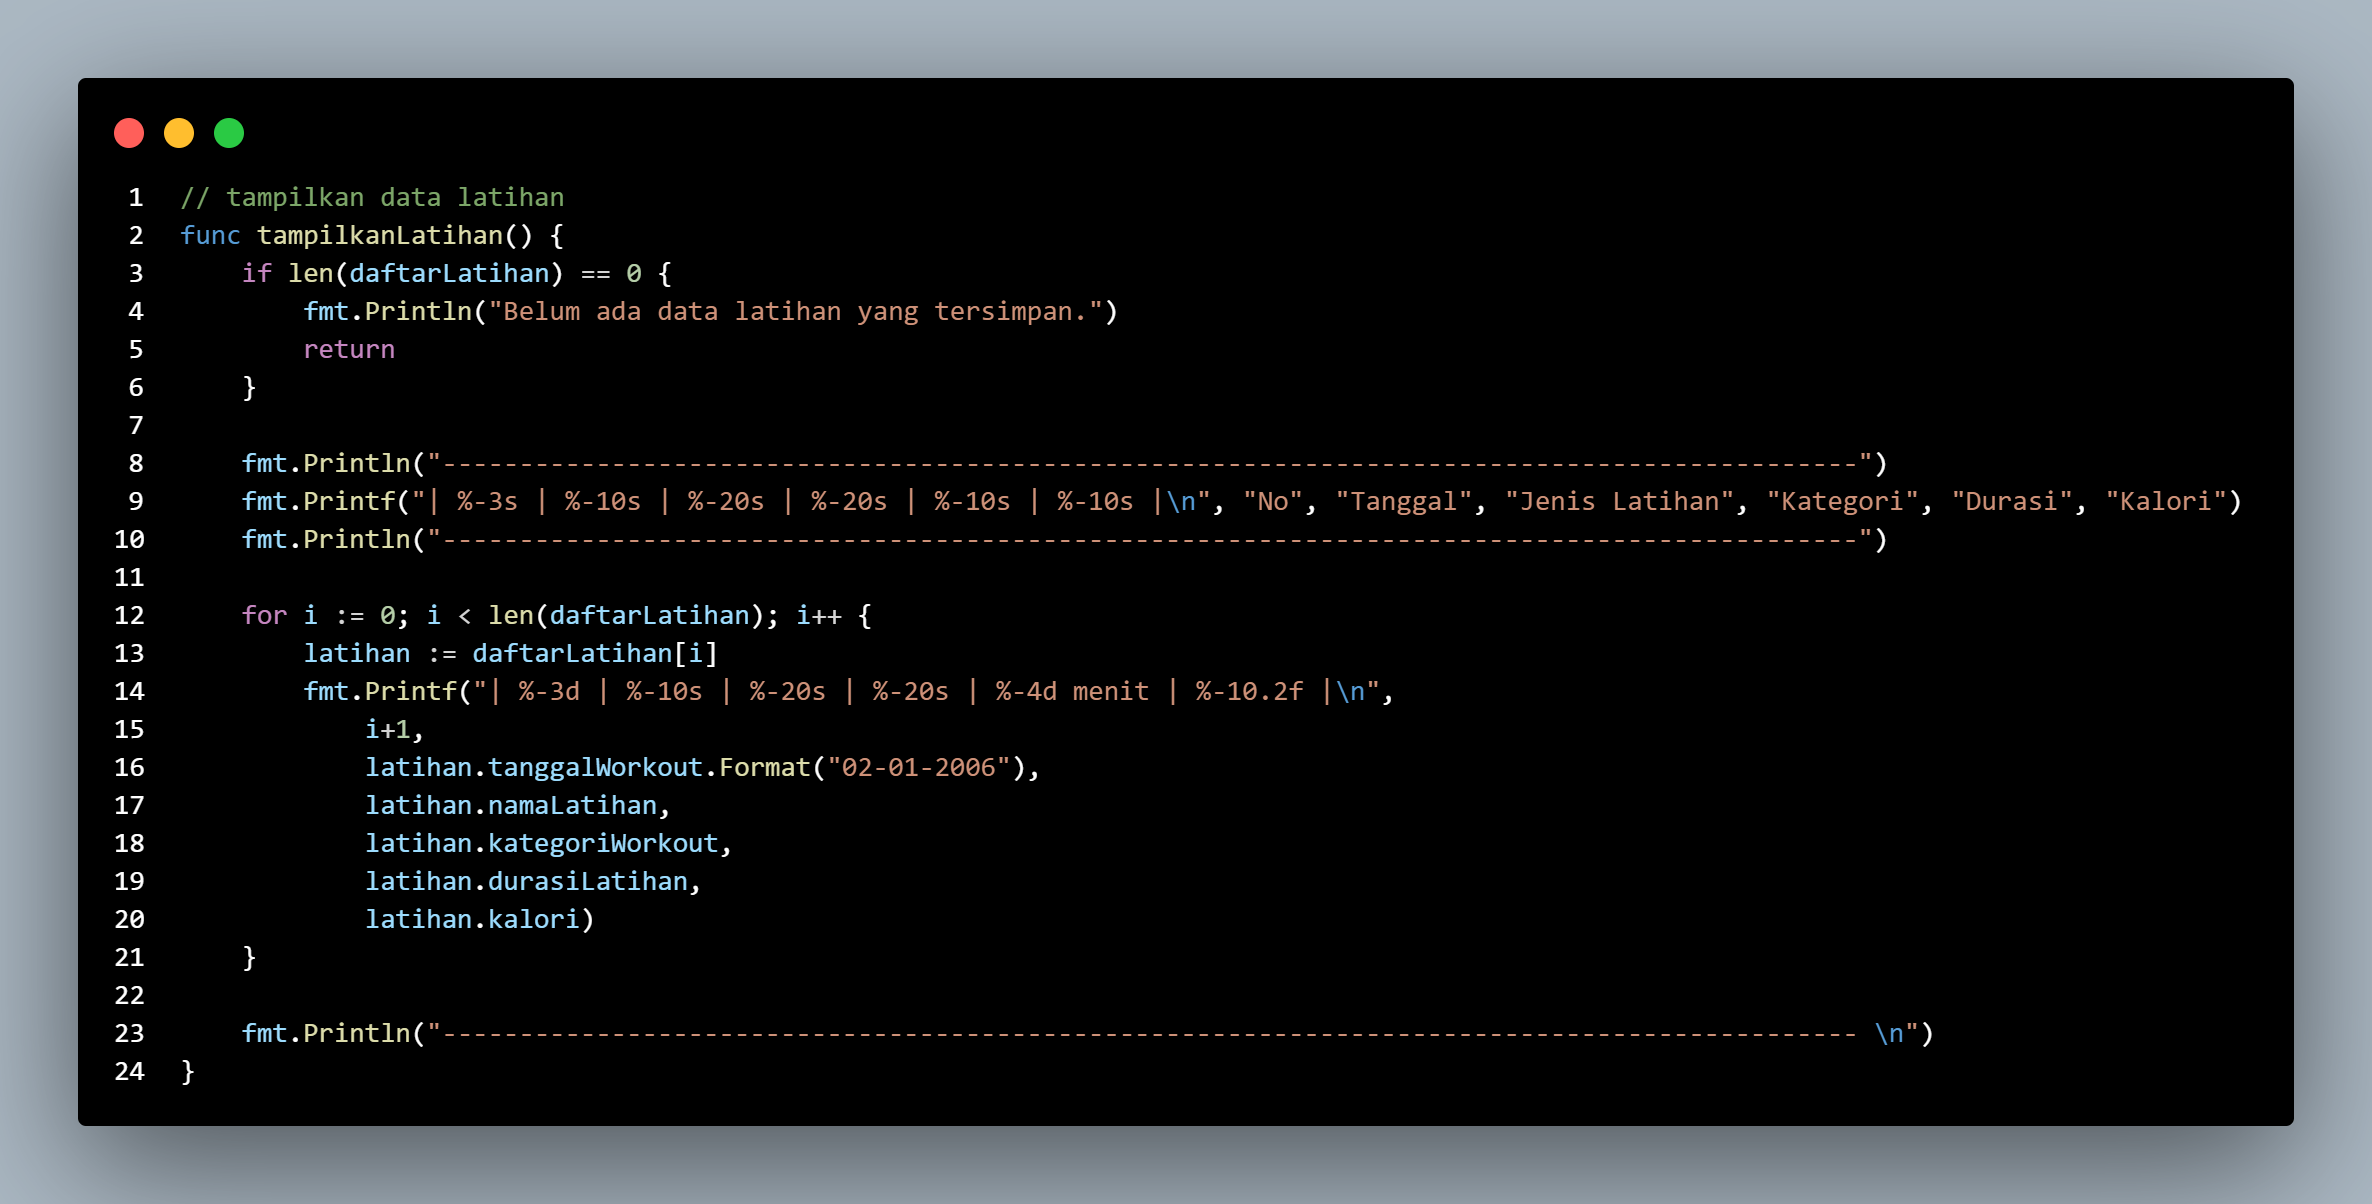 1 // tampilkan data latihan
2 func tampilkanLatihan() {
3     if len(daftarLatihan) == 0 {
4         fmt.Println("Belum ada data latihan yang tersimpan.")
5         return
6     }
7
8     fmt.Println("--------------------------------------------------------------------------------------------")
9     fmt.Printf("| %-3s | %-10s | %-20s | %-20s | %-10s | %-10s |\n", "No", "Tanggal", "Jenis Latihan", "Kategori", "Durasi", "Kalori")
10     fmt.Println("--------------------------------------------------------------------------------------------")
11
12     for i := 0; i < len(daftarLatihan); i++ {
13         latihan := daftarLatihan[i]
14         fmt.Printf("| %-3d | %-10s | %-20s | %-20s | %-4d menit | %-10.2f |\n",
15             i+1,
16             latihan.tanggalWorkout.Format("02-01-2006"),
17             latihan.namaLatihan,
18             latihan.kategoriWorkout,
19             latihan.durasiLatihan,
20             latihan.kalori)
21     }
22
23     fmt.Println("-------------------------------------------------------------------------------------------- \n")
24 }